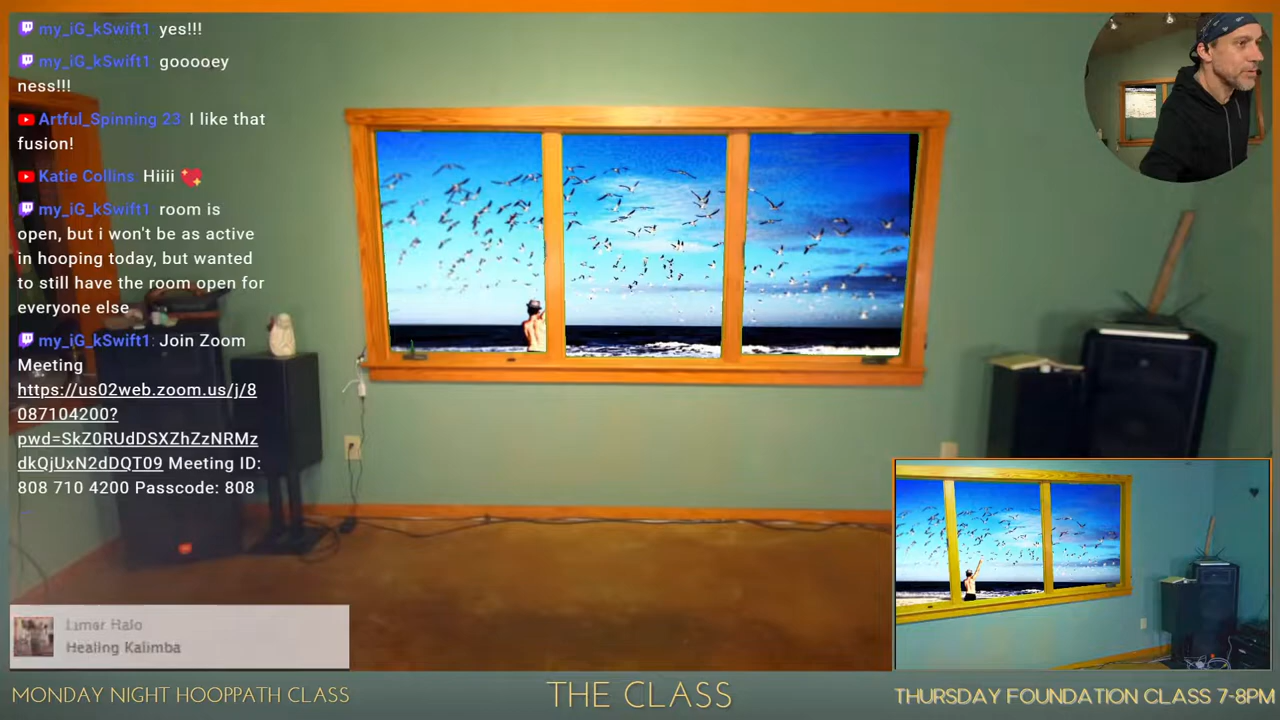 my_iG_kSwift1 yes!!!
my_iG_kSwift1 gooooey
ness!!!
Artful_Spinning 23 I like that
fusion!
Katie Collins Hiiii 💖
my_iG_kSwift1 room is
open, but i won't be as active
in hooping today, but wanted
to still have the room open for
everyone else
my_iG_kSwift1: Join Zoom
Meeting
https://us02web.zoom.us/j/8
087104200?
pwd=SkZ0RUdDSXZhZzNRMz
dkQjUxN2dDQT09 Meeting ID:
808 710 4200 Passcode: 808
Limor Halo
Healing Kalimba
MONDAY NIGHT HOOPPATH CLASS
THE CLASS
THURSDAY FOUNDATION CLASS 7-8PM